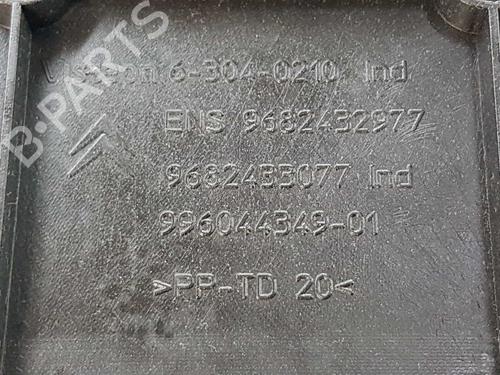 B-PARTS
Visteon 6-304-0210 Ind
ENS 9682432977
9682433077 Ind
996044349-01
>PP-TD 20<